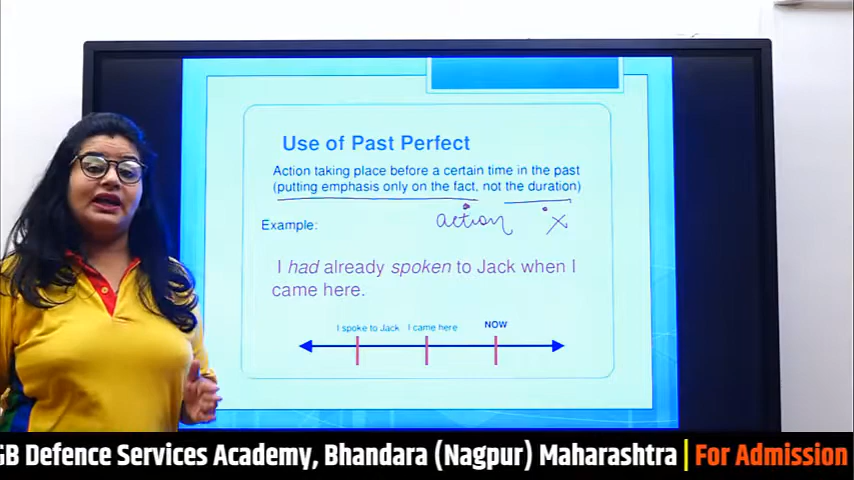 Use of Past Perfect
Action taking place before a certain time in the past
(putting emphasis only on the fact, not the duration)
action X
Example:
I had already spoken to Jack when I
came here.
I spoke to Jack I came here NOW
GB Defence Services Academy, Bhandara (Nagpur) Maharashtra | For Admission